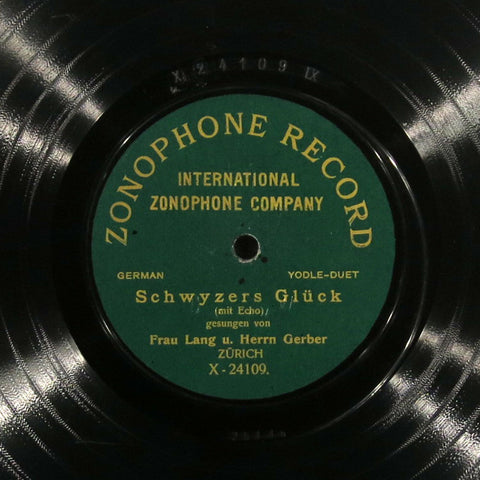 X 24109 IX
ZONOPHONE RECORD
INTERNATIONAL
ZONOPHONE COMPANY
GERMAN YODLE-DUET
Schwyzers Glück
(mit Echo)
gesungen von
Frau Lang u. Herrn Gerber
ZÜRICH
X-24109.